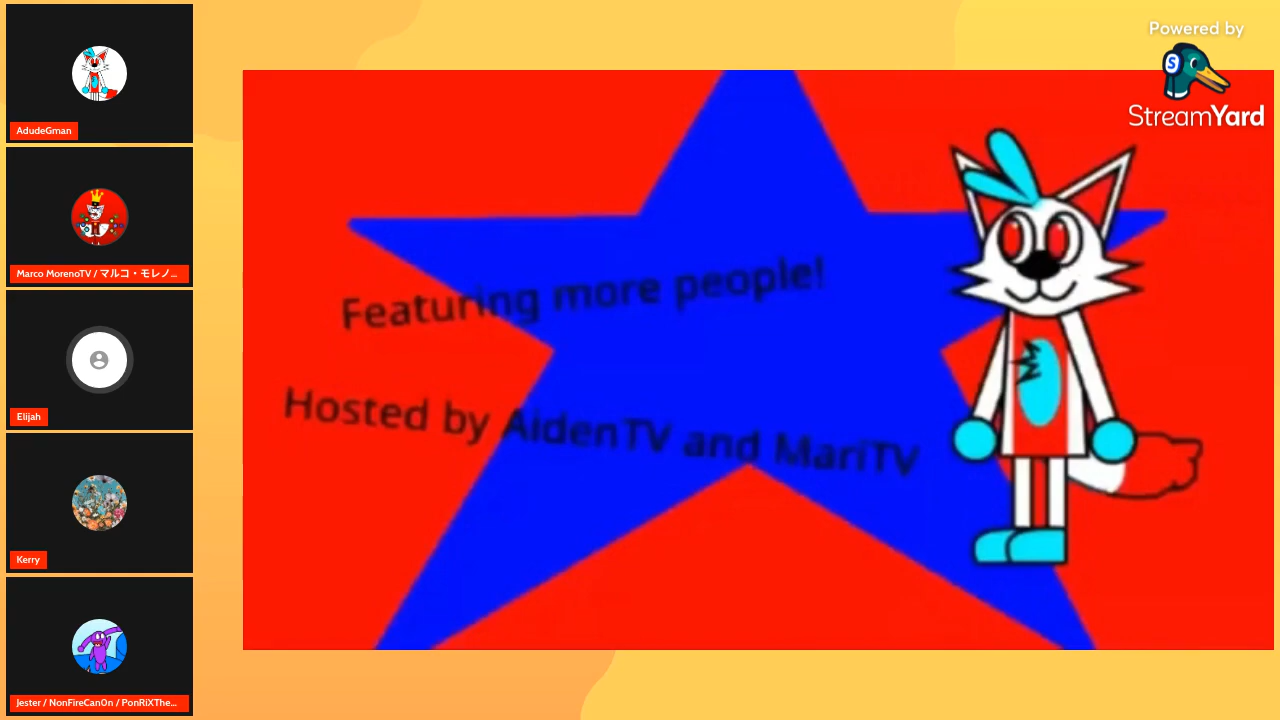 AdudeGman
Marco MorenoTV / マルコ・モレノ...
Elijah
Kerry
Jester / NonFireCanOn / PonRiXThe...
Featuring more people!
Hosted by AidenTV and MariTV
Powered by
S
StreamYard